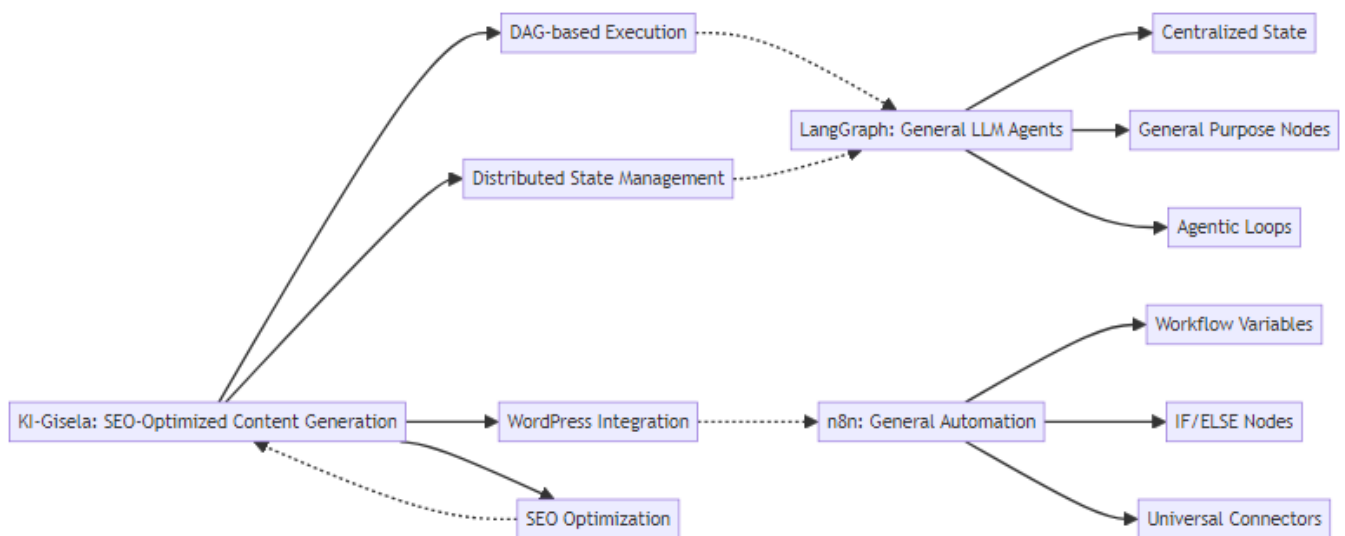 DAG-based Execution
Centralized State
LangGraph: General LLM Agents
General Purpose Nodes
Distributed State Management
Agentic Loops
Workflow Variables
KI-Gisela: SEO-Optimized Content Generation
WordPress Integration
n8n: General Automation
IF/ELSE Nodes
SEO Optimization
Universal Connectors